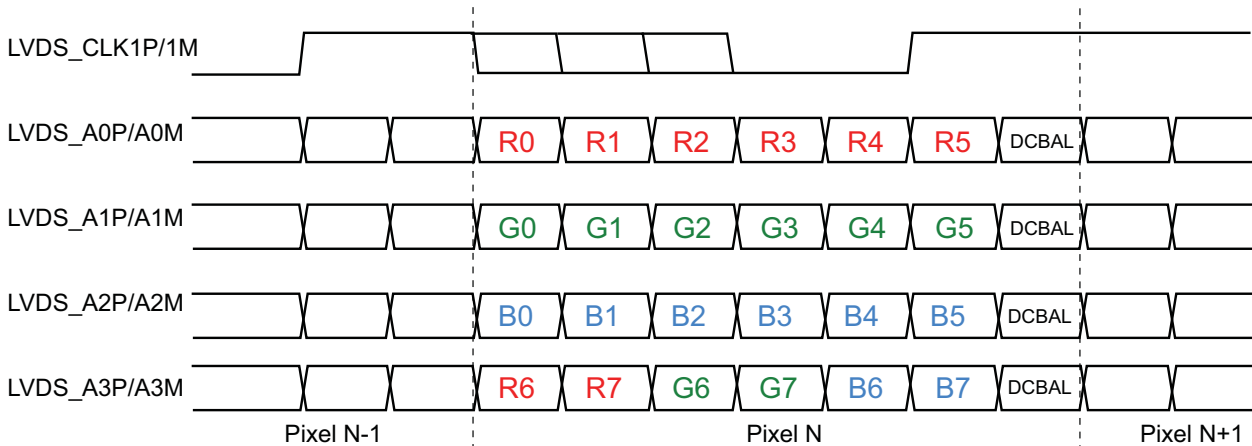 LVDS_CLK1P/1M
LVDS_A0P/A0M R0 R1 R2 R3 R4 R5 DCBAL
LVDS_A1P/A1M G0 G1 G2 G3 G4 G5 DCBAL
LVDS_A2P/A2M B0 B1 B2 B3 B4 B5 DCBAL
LVDS_A3P/A3M R6 R7 G6 G7 B6 B7 DCBAL
Pixel N-1 Pixel N Pixel N+1